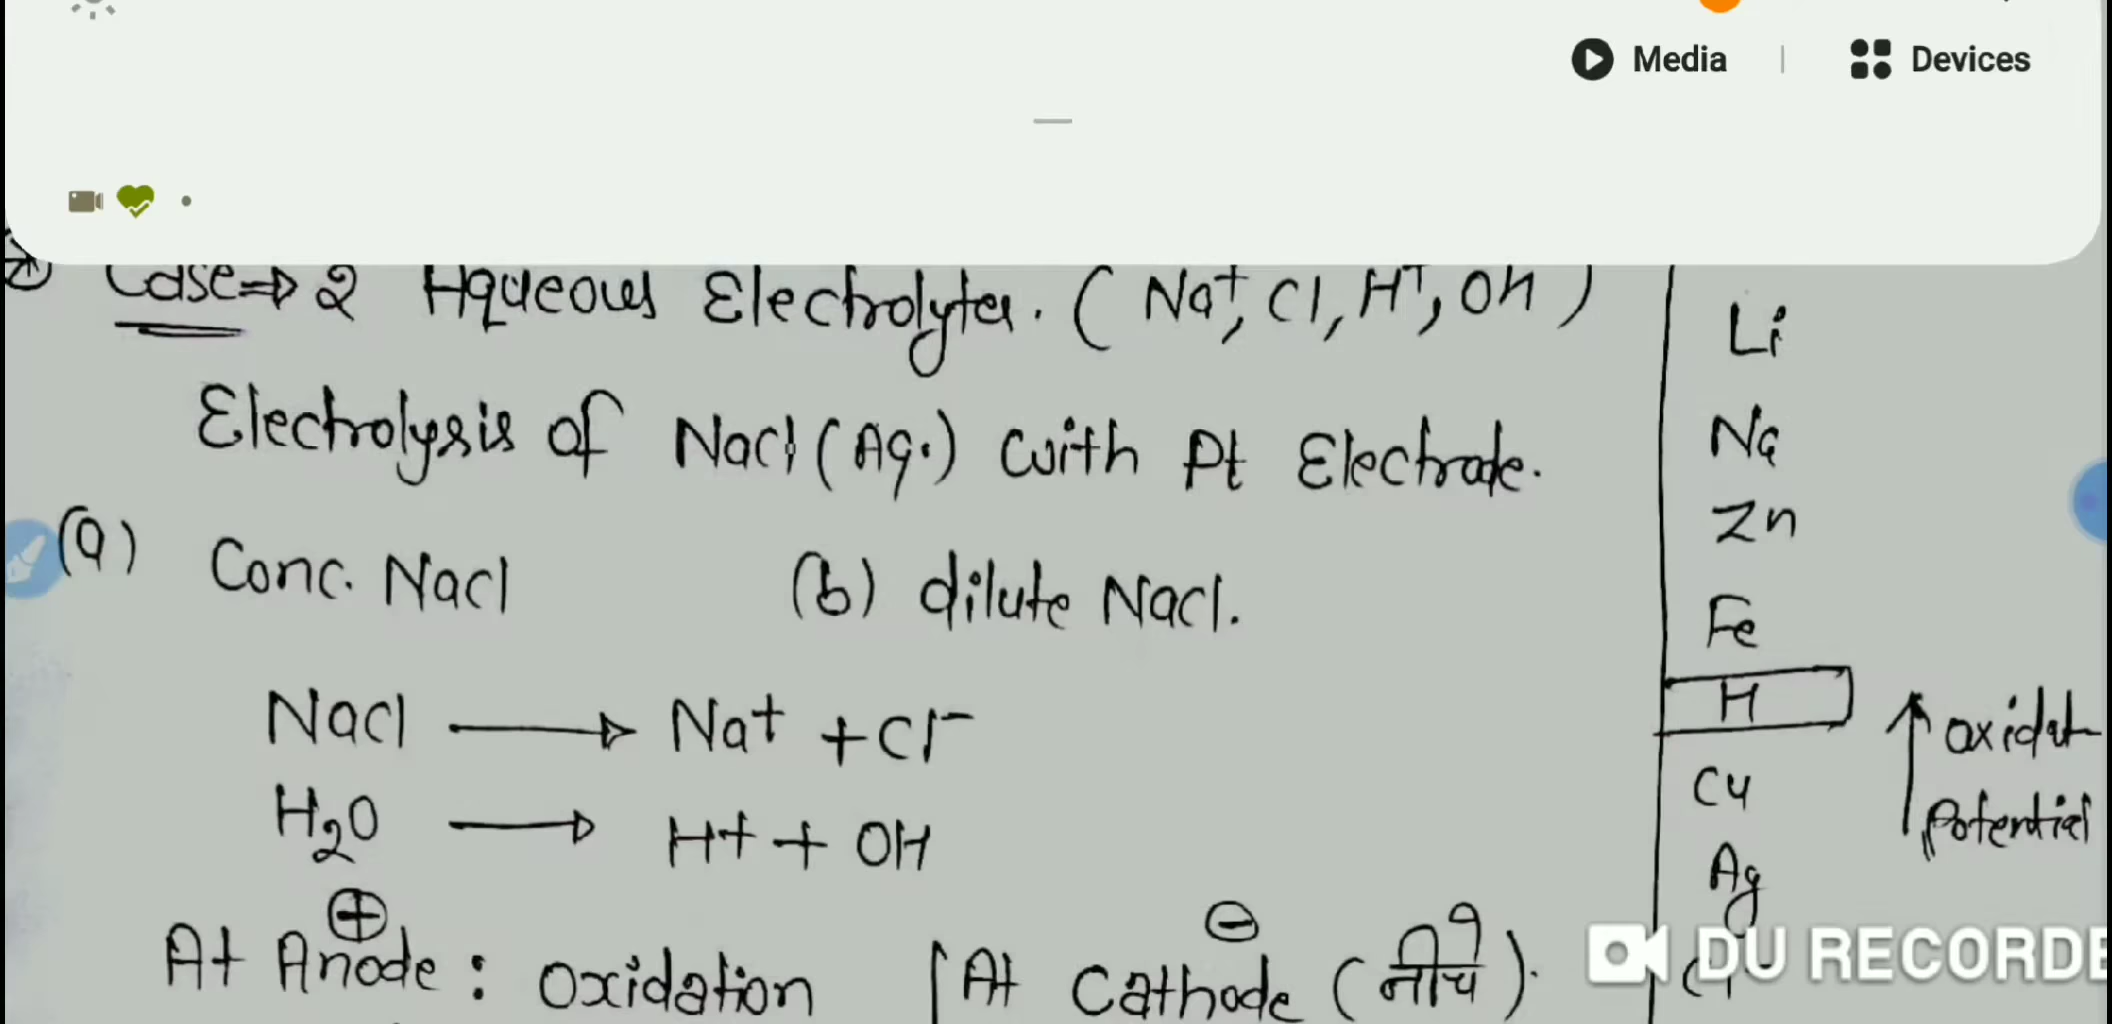 Media | Devices
Case⇒ 2 Aqueous Electrolytes. ( Na+, Cl, H+, OH )
Electrolysis of Nacl (Aq.) with Pt Electrode.
(a) Conc. Nacl (b) dilute Nacl.
Nacl → Na+ + Cl-
H2O → H+ + OH
⊕
At Anode : Oxidation
⊖
At Cathode ( नीचे ).
Li
Na
Zn
Fe
H
Cu
Ag
↑ oxidat
Potential
DU RECORDE